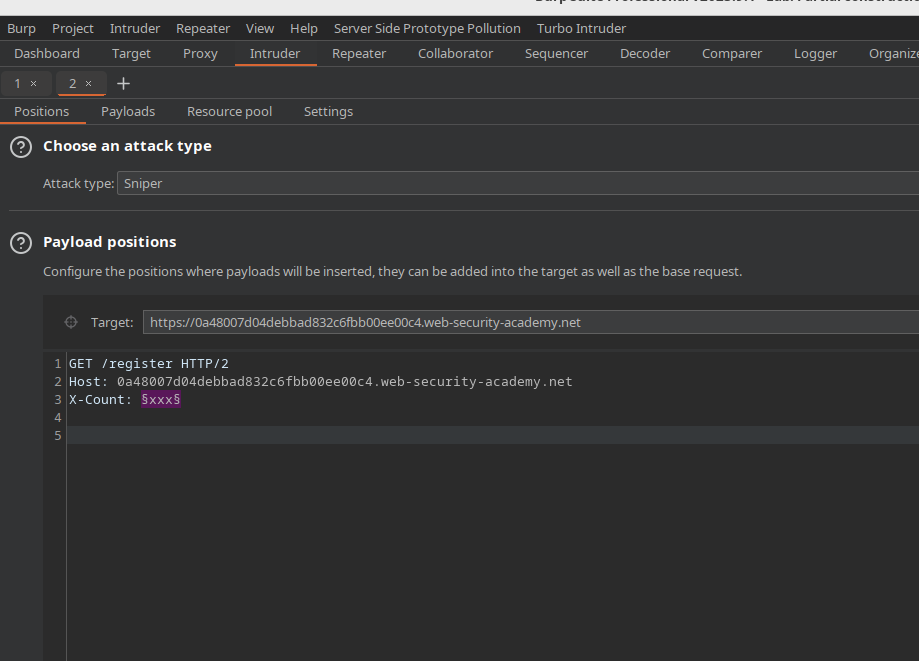 Burp Project Intruder Repeater View Help Server Side Prototype Pollution Turbo Intruder
Dashboard Target Proxy Intruder Repeater Collaborator Sequencer Decoder Comparer Logger Organize
1 × 2 × +
Positions Payloads Resource pool Settings
? Choose an attack type
Attack type: Sniper
? Payload positions
Configure the positions where payloads will be inserted, they can be added into the target as well as the base request.
Target: https://0a48007d04debbad832c6fbb00ee00c4.web-security-academy.net
1 GET /register HTTP/2
2 Host: 0a48007d04debbad832c6fbb00ee00c4.web-security-academy.net
3 X-Count: §xxx§
4
5